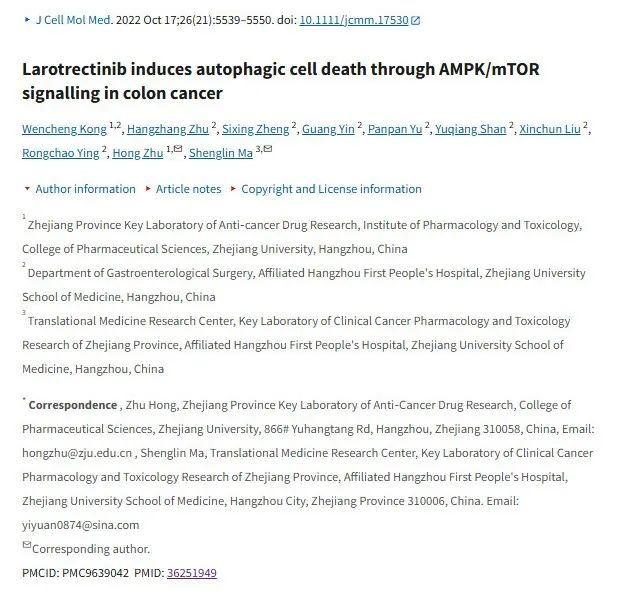 J Cell Mol Med. 2022 Oct 17;26(21):5539–5550. doi: 10.1111/jcmm.17530
Larotrectinib induces autophagic cell death through AMPK/mTOR
signalling in colon cancer
Wencheng Kong 1,2, Hangzhang Zhu 2, Sixing Zheng 2, Guang Yin 2, Panpan Yu 2, Yuqiang Shan 2, Xinchun Liu 2,
Rongchao Ying 2, Hong Zhu 1,✉, Shenglin Ma 3,✉
Author information Article notes Copyright and License information
1 Zhejiang Province Key Laboratory of Anti-cancer Drug Research, Institute of Pharmacology and Toxicology,
College of Pharmaceutical Sciences, Zhejiang University, Hangzhou, China
2 Department of Gastroenterological Surgery, Affiliated Hangzhou First People's Hospital, Zhejiang University
School of Medicine, Hangzhou, China
3 Translational Medicine Research Center, Key Laboratory of Clinical Cancer Pharmacology and Toxicology
Research of Zhejiang Province, Affiliated Hangzhou First People's Hospital, Zhejiang University School of
Medicine, Hangzhou, China
* Correspondence , Zhu Hong, Zhejiang Province Key Laboratory of Anti-Cancer Drug Research, College of
Pharmaceutical Sciences, Zhejiang University, 866# Yuhangtang Rd, Hangzhou, Zhejiang 310058, China, Email:
hongzhu@zju.edu.cn , Shenglin Ma, Translational Medicine Research Center, Key Laboratory of Clinical Cancer
Pharmacology and Toxicology Research of Zhejiang Province, Affiliated Hangzhou First People's Hospital,
Zhejiang University School of Medicine, Hangzhou City, Zhejiang Province 310006, China. Email:
yiyuan0874@sina.com
✉Corresponding author.
PMCID: PMC9639042 PMID: 36251949